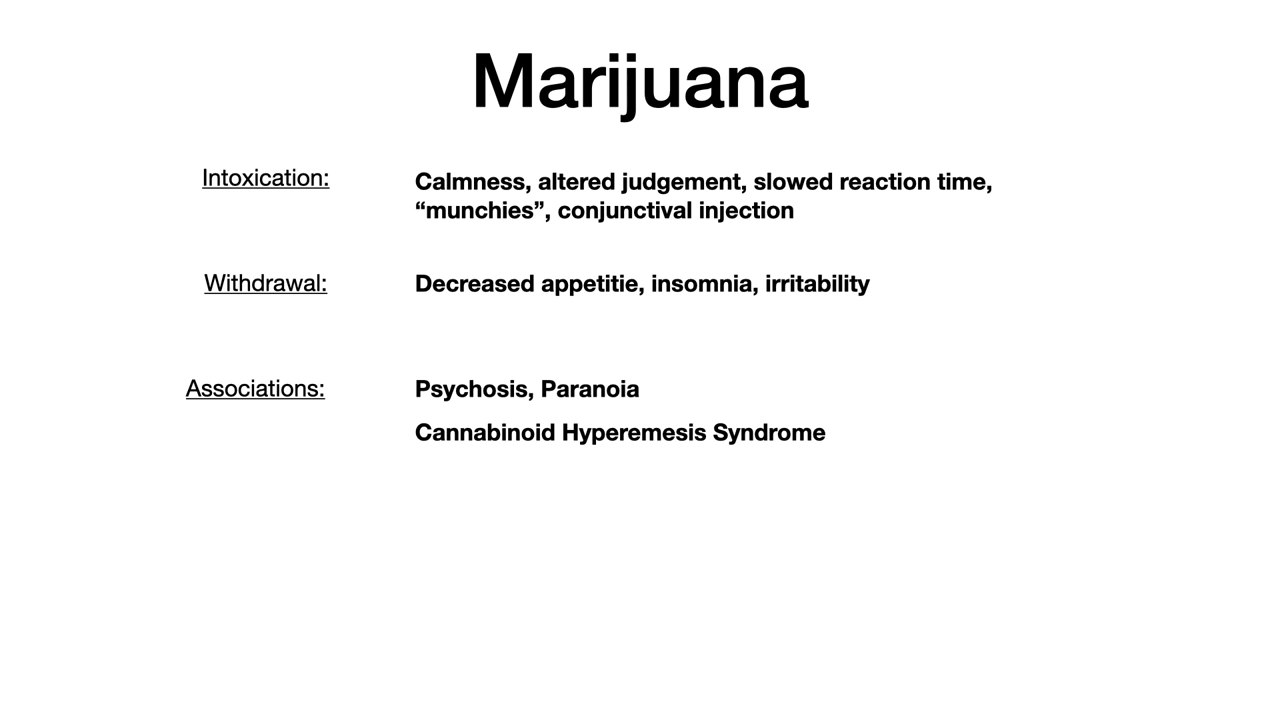 Marijuana
Intoxication:
Calmness, altered judgement, slowed reaction time,
“munchies”, conjunctival injection
Withdrawal:
Decreased appetitie, insomnia, irritability
Associations:
Psychosis, Paranoia
Cannabinoid Hyperemesis Syndrome